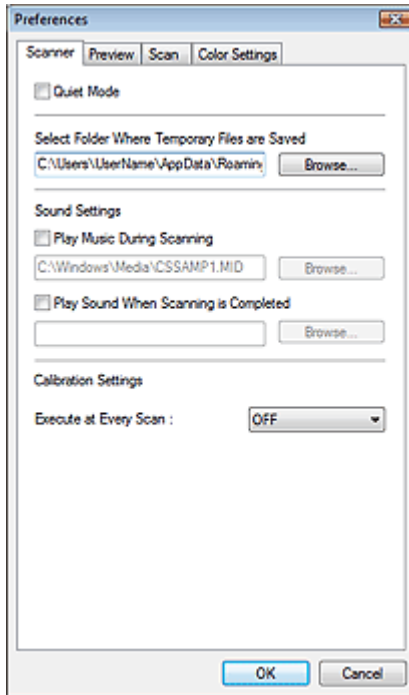 Preferences
Scanner Preview Scan Color Settings
Quiet Mode
Select Folder Where Temporary Files are Saved
C:\Users\UserName\AppData\Roaming Browse...
Sound Settings
Play Music During Scanning
C:\Windows\Media\CSSAMP1.MID Browse...
Play Sound When Scanning is Completed
Browse...
Calibration Settings
Execute at Every Scan : OFF
OK Cancel